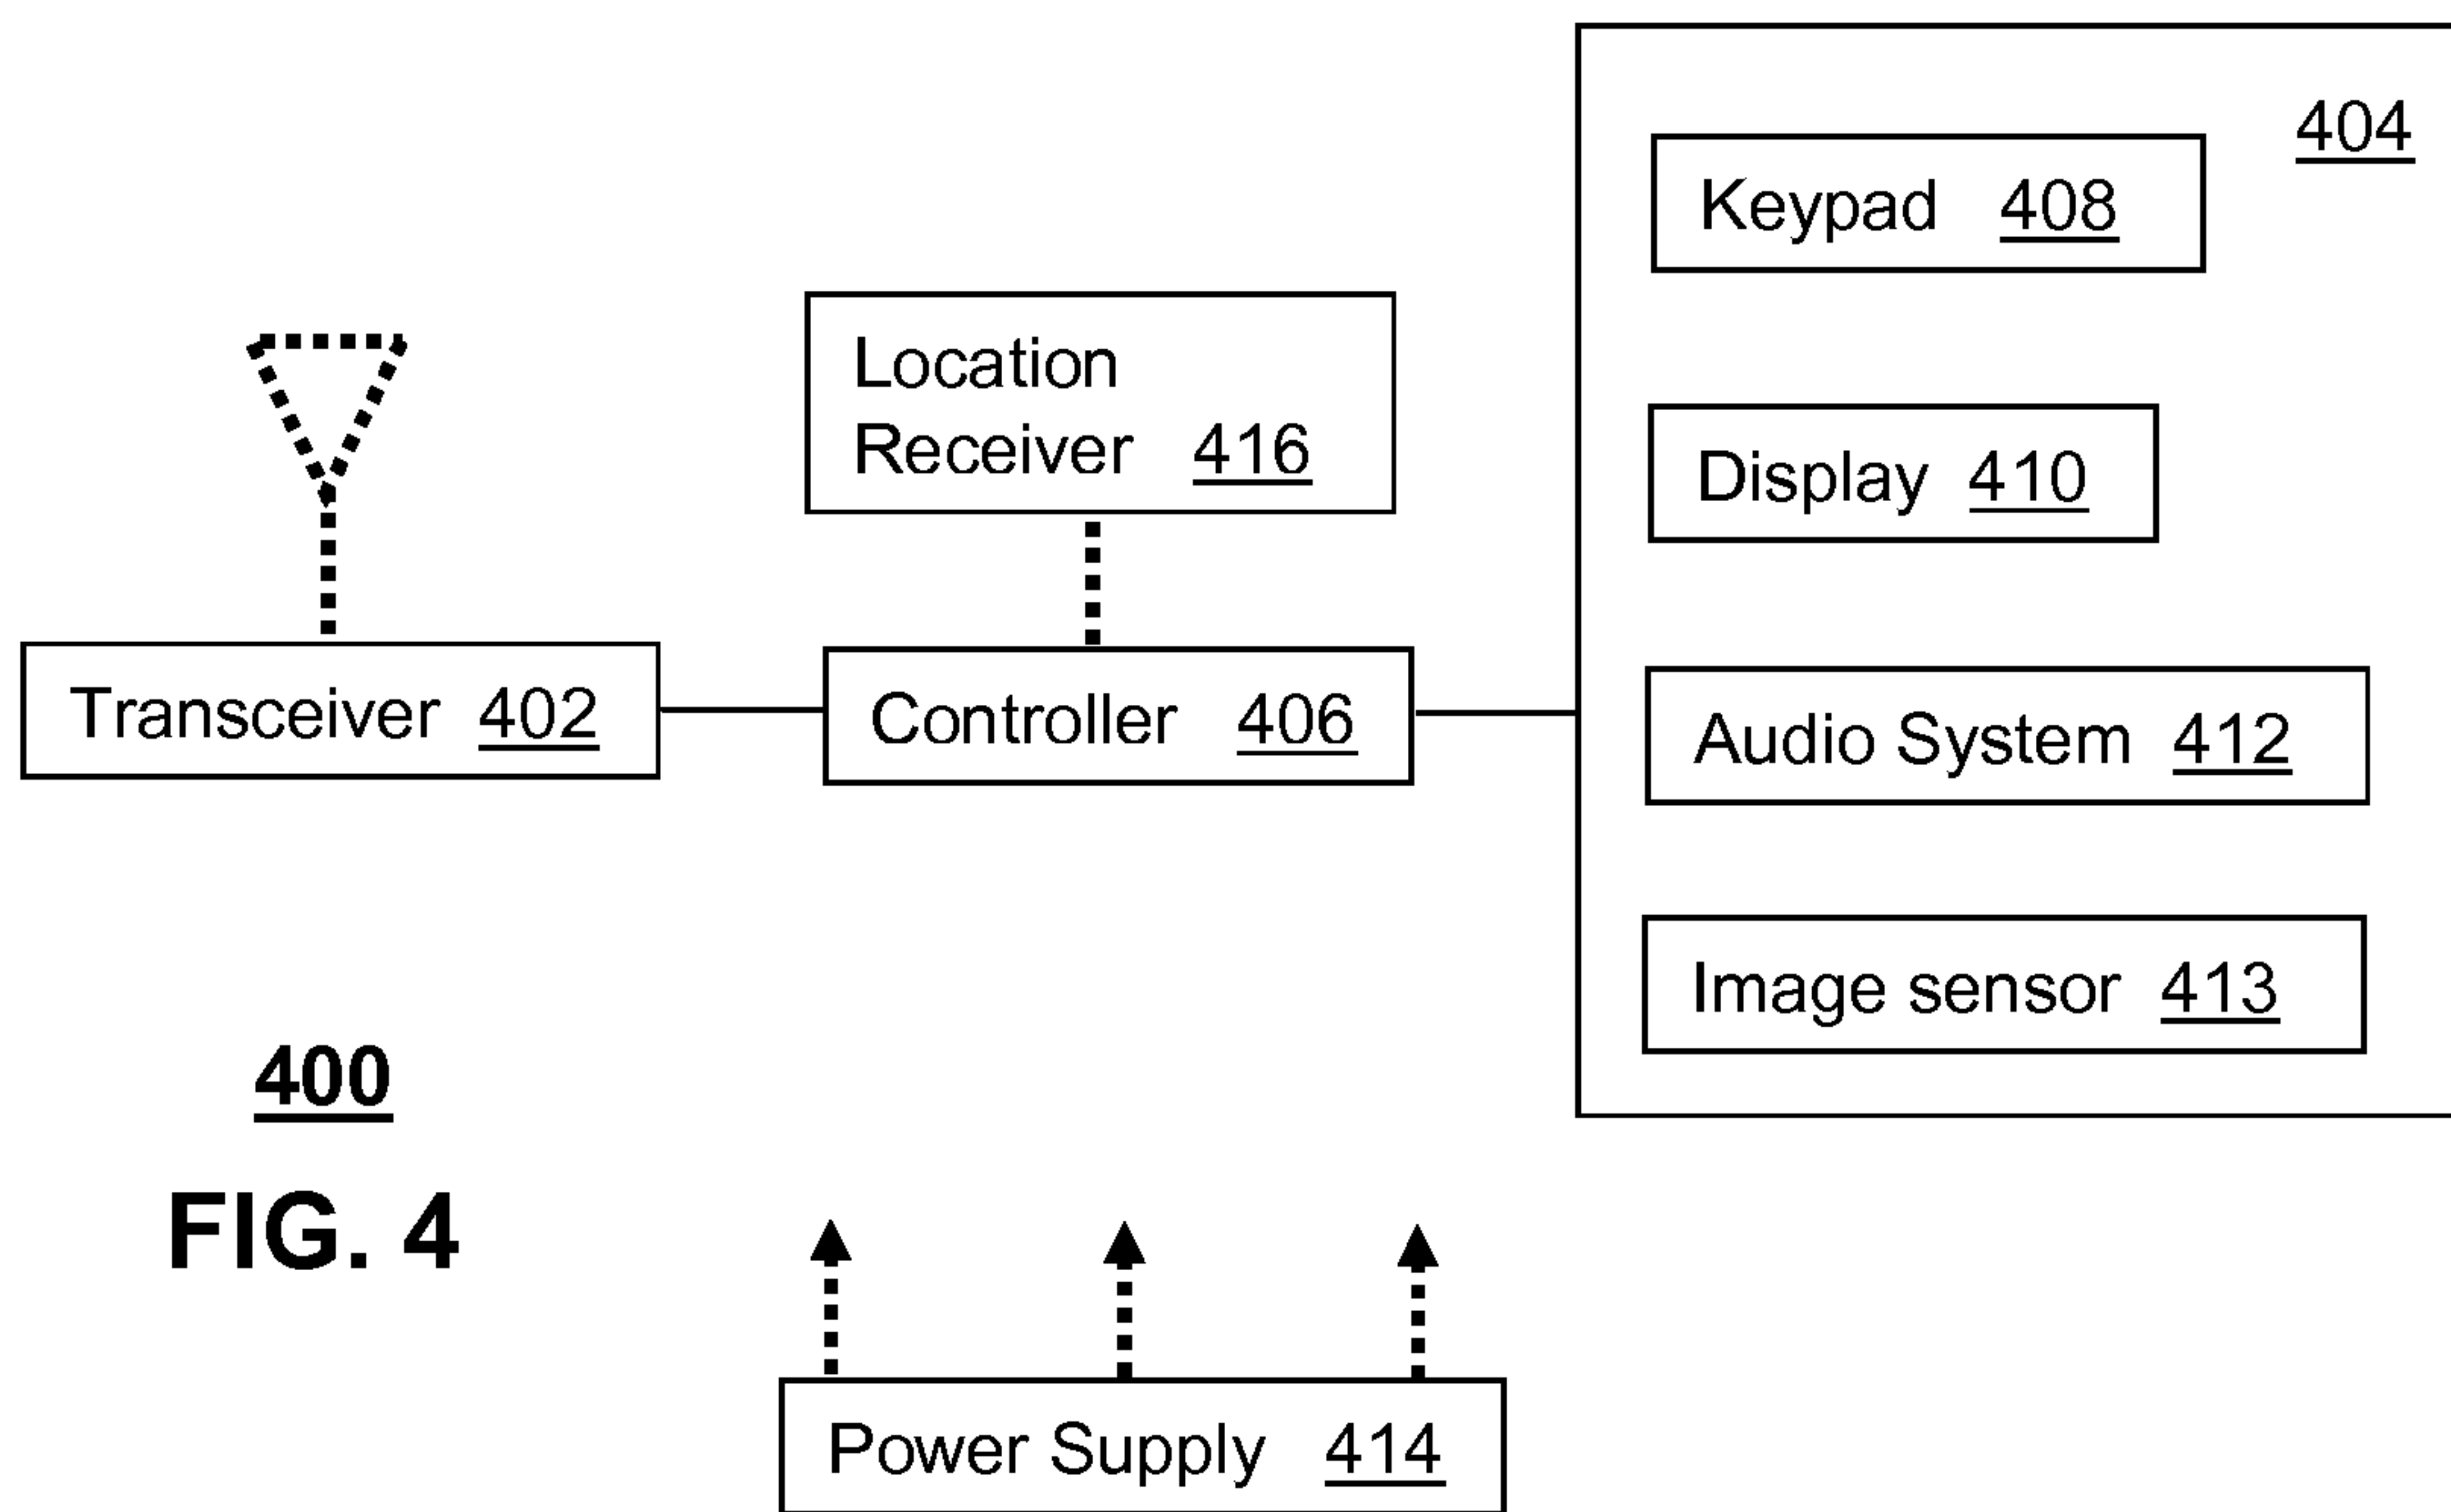 404
Keypad 408
Location
Receiver 416
Display 410
Transceiver 402
Controller 406
Audio System 412
Image sensor 413
400
FIG. 4
Power Supply 414